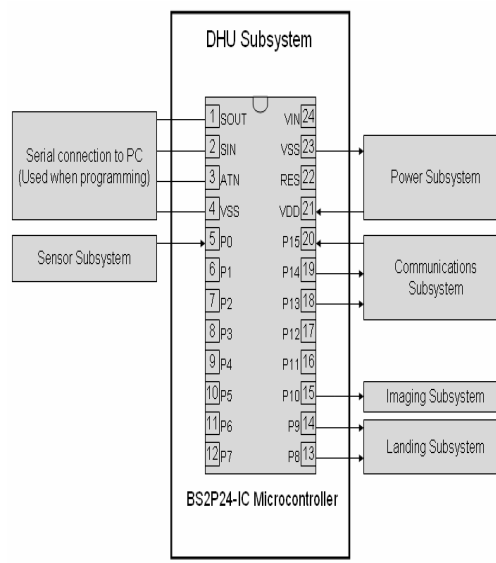 DHU Subsystem
Serial connection to PC
(Used when programming)
Sensor Subsystem
1 SOUT VIN 24
2 SIN VSS 23
3 ATN RES 22
4 VSS VDD 21
5 P0 P15 20
6 P1 P14 19
7 P2 P13 18
8 P3 P12 17
9 P4 P11 16
10 P5 P10 15
11 P6 P9 14
12 P7 P8 13
BS2P24-IC Microcontroller
Power Subsystem
Communications
Subsystem
Imaging Subsystem
Landing Subsystem